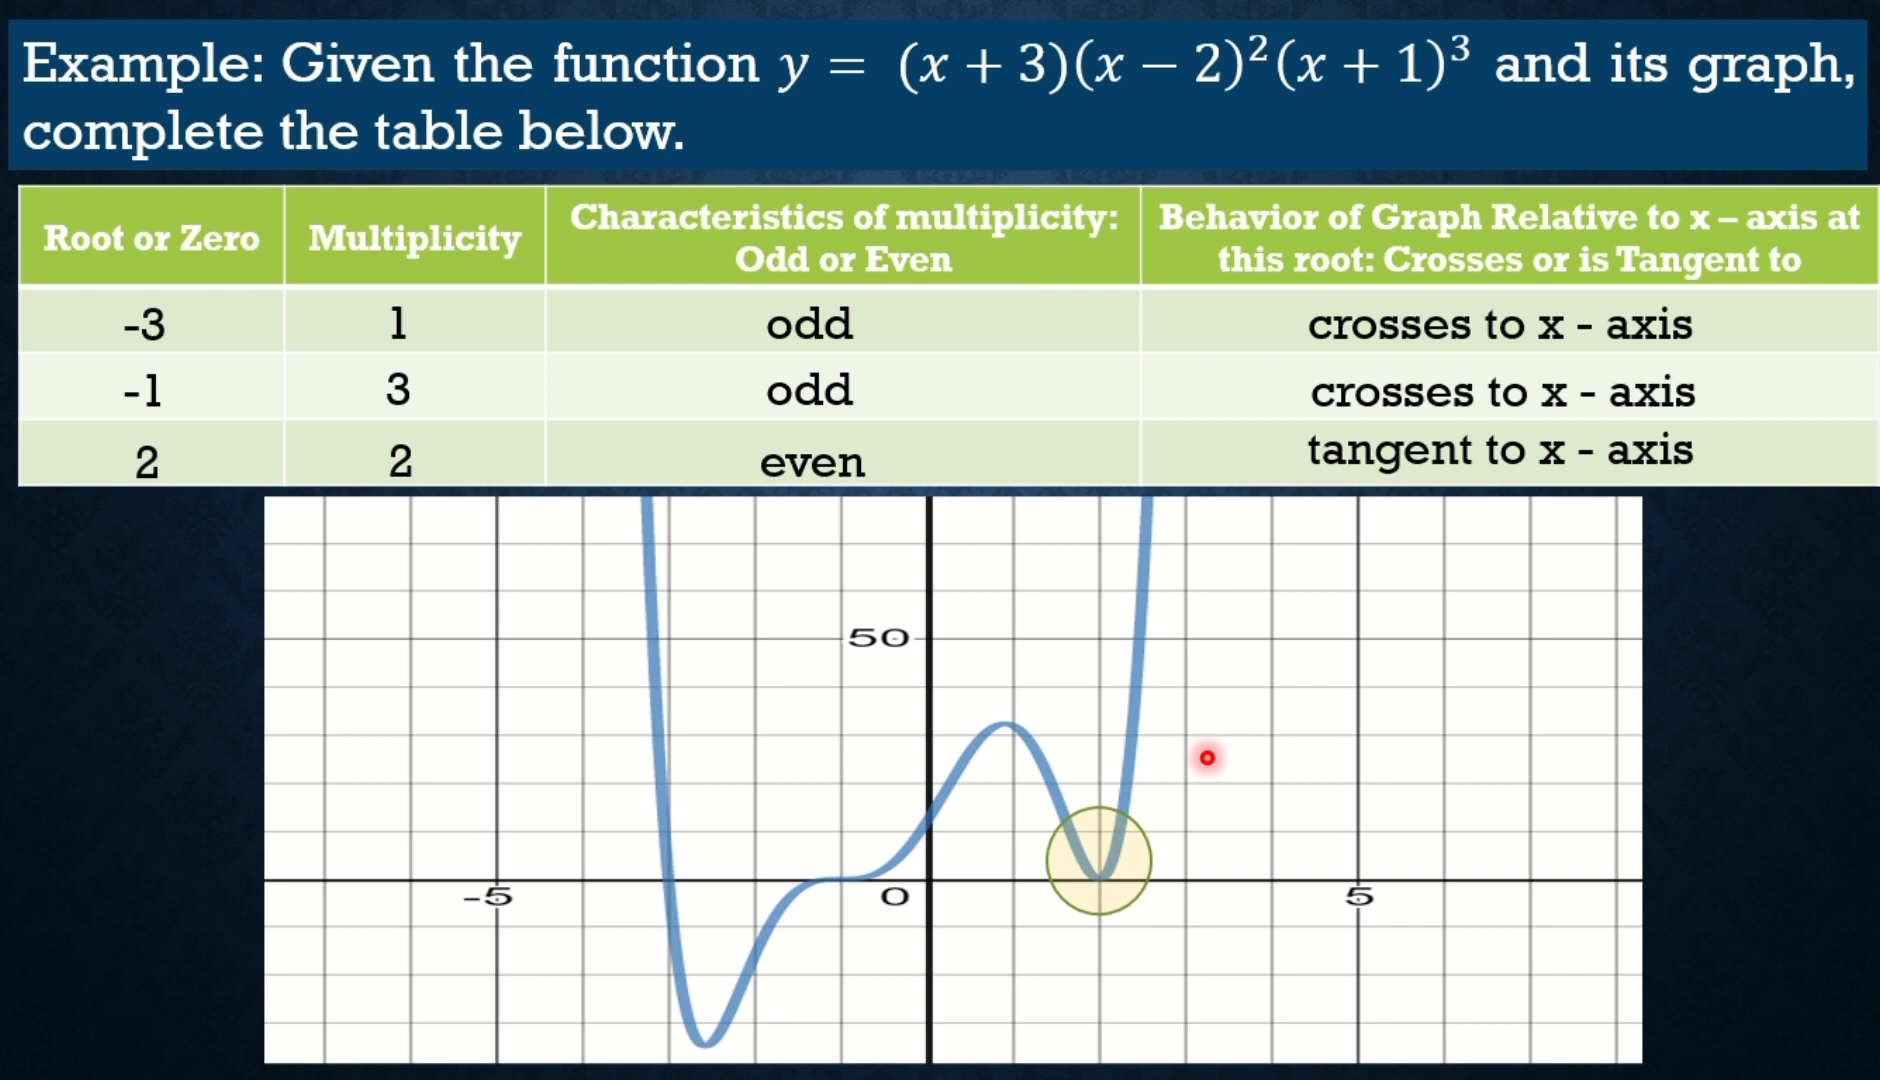 Example: Given the function y = (x + 3)(x − 2)²(x + 1)³ and its graph,
complete the table below.
Root or Zero
Multiplicity
Characteristics of multiplicity:
Odd or Even
Behavior of Graph Relative to x – axis at
this root: Crosses or is Tangent to
-3
1
odd
crosses to x - axis
-1
3
odd
crosses to x - axis
2
2
even
tangent to x - axis
50
-5
0
5